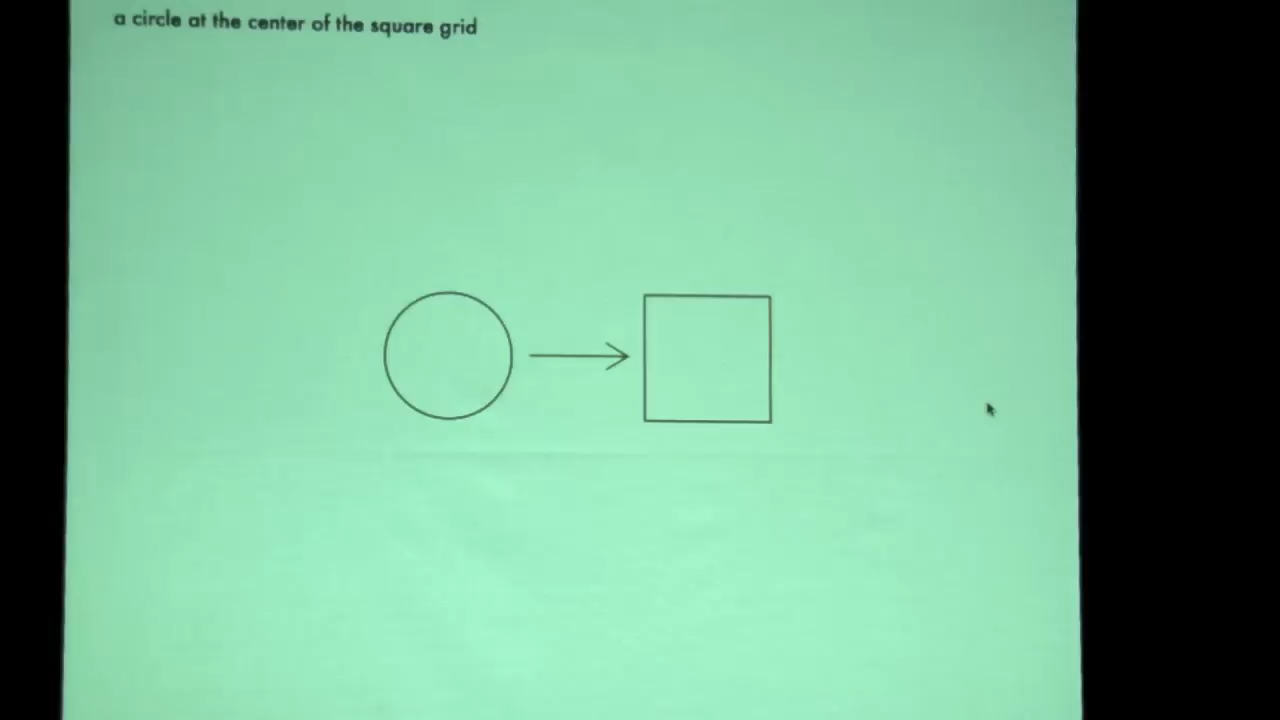 a circle at the center of the square grid